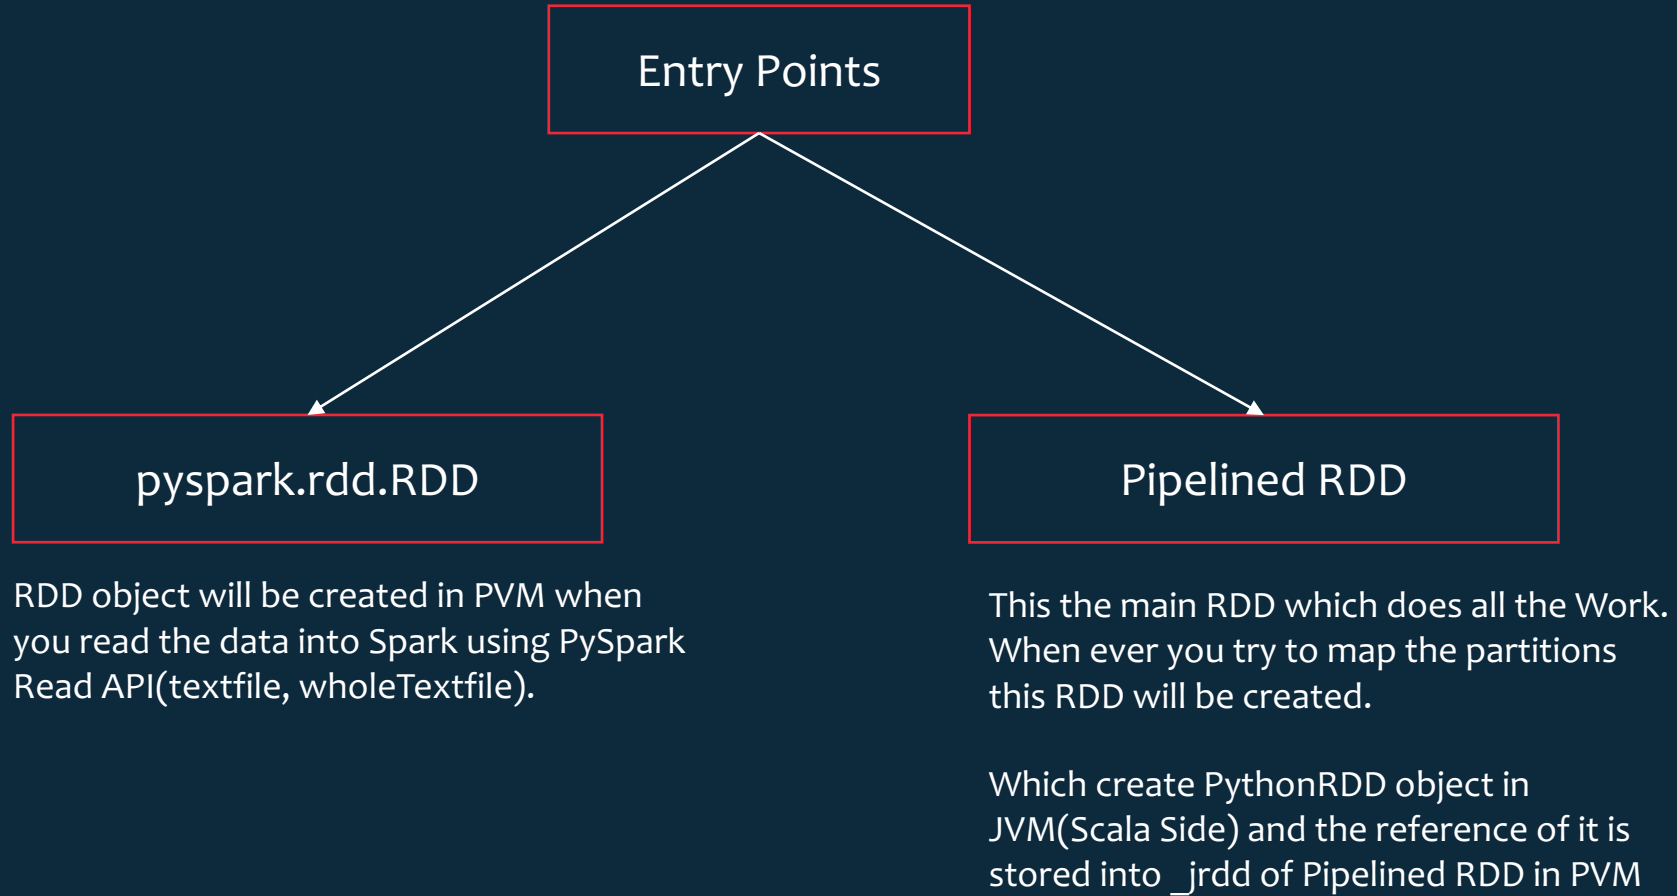 Entry Points
pyspark.rdd.RDD
RDD object will be created in PVM when
you read the data into Spark using PySpark
Read API(textfile, wholeTextfile).
Pipelined RDD
This the main RDD which does all the Work.
When ever you try to map the partitions
this RDD will be created.
Which create PythonRDD object in
JVM(Scala Side) and the reference of it is
stored into _jrdd of Pipelined RDD in PVM